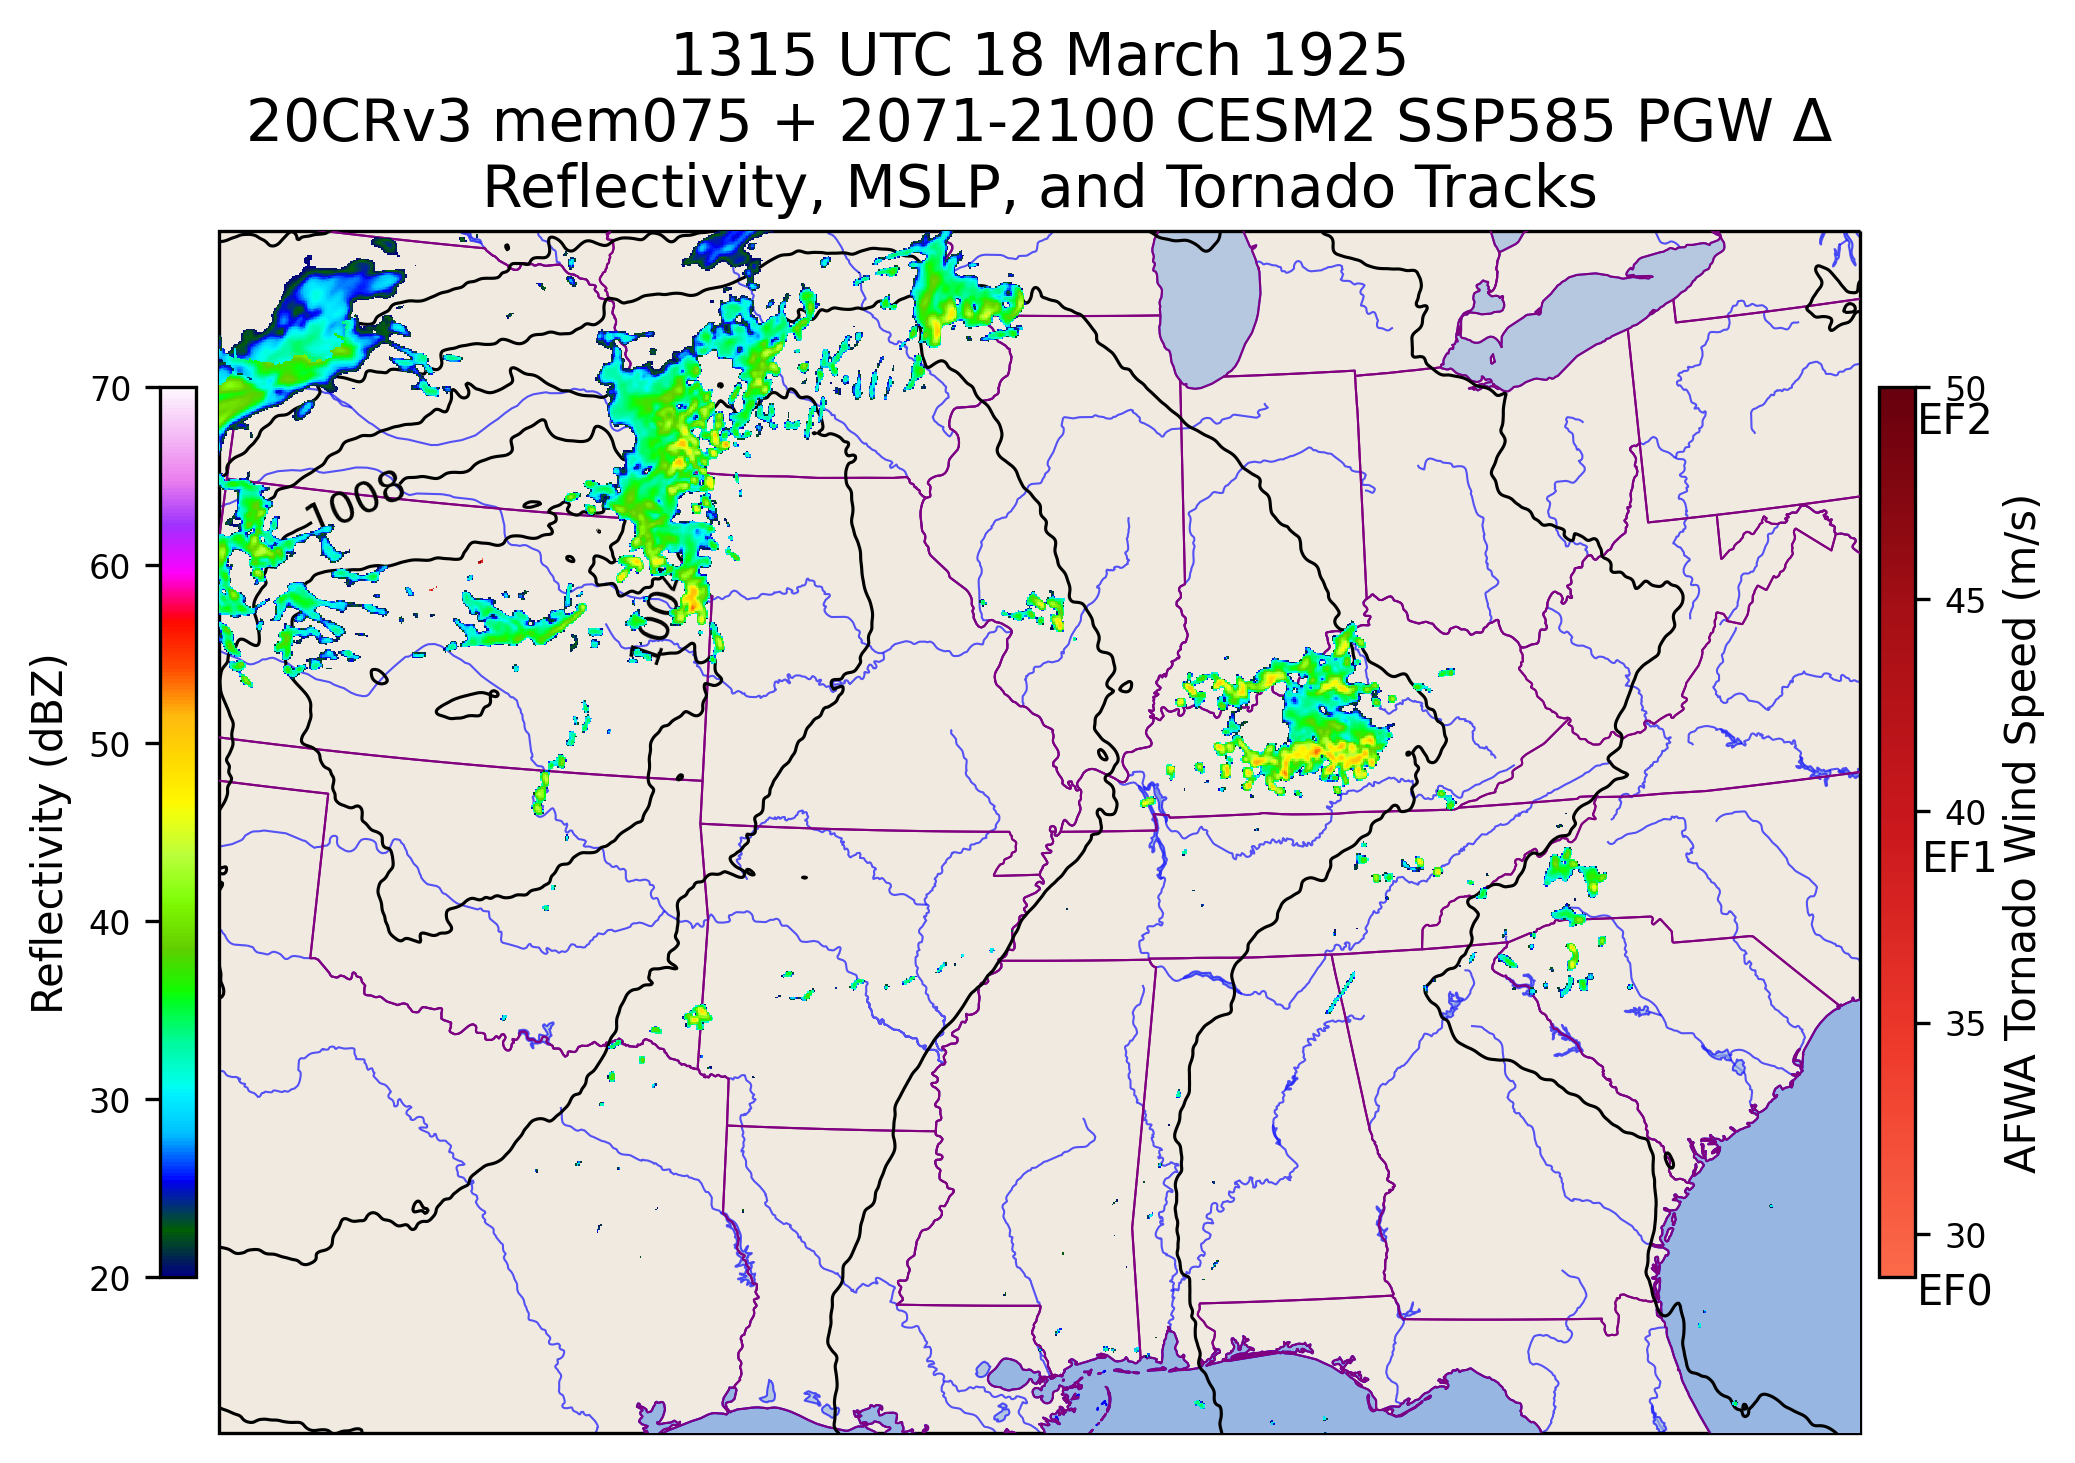 1315 UTC 18 March 1925
20CRv3 mem075 + 2071-2100 CESM2 SSP585 PGW Δ
Reflectivity, MSLP, and Tornado Tracks
Reflectivity (dBZ)
70
60
50
40
30
20
1008
50
EF2
45
40
EF1
35
30
EF0
AFWA Tornado Wind Speed (m/s)